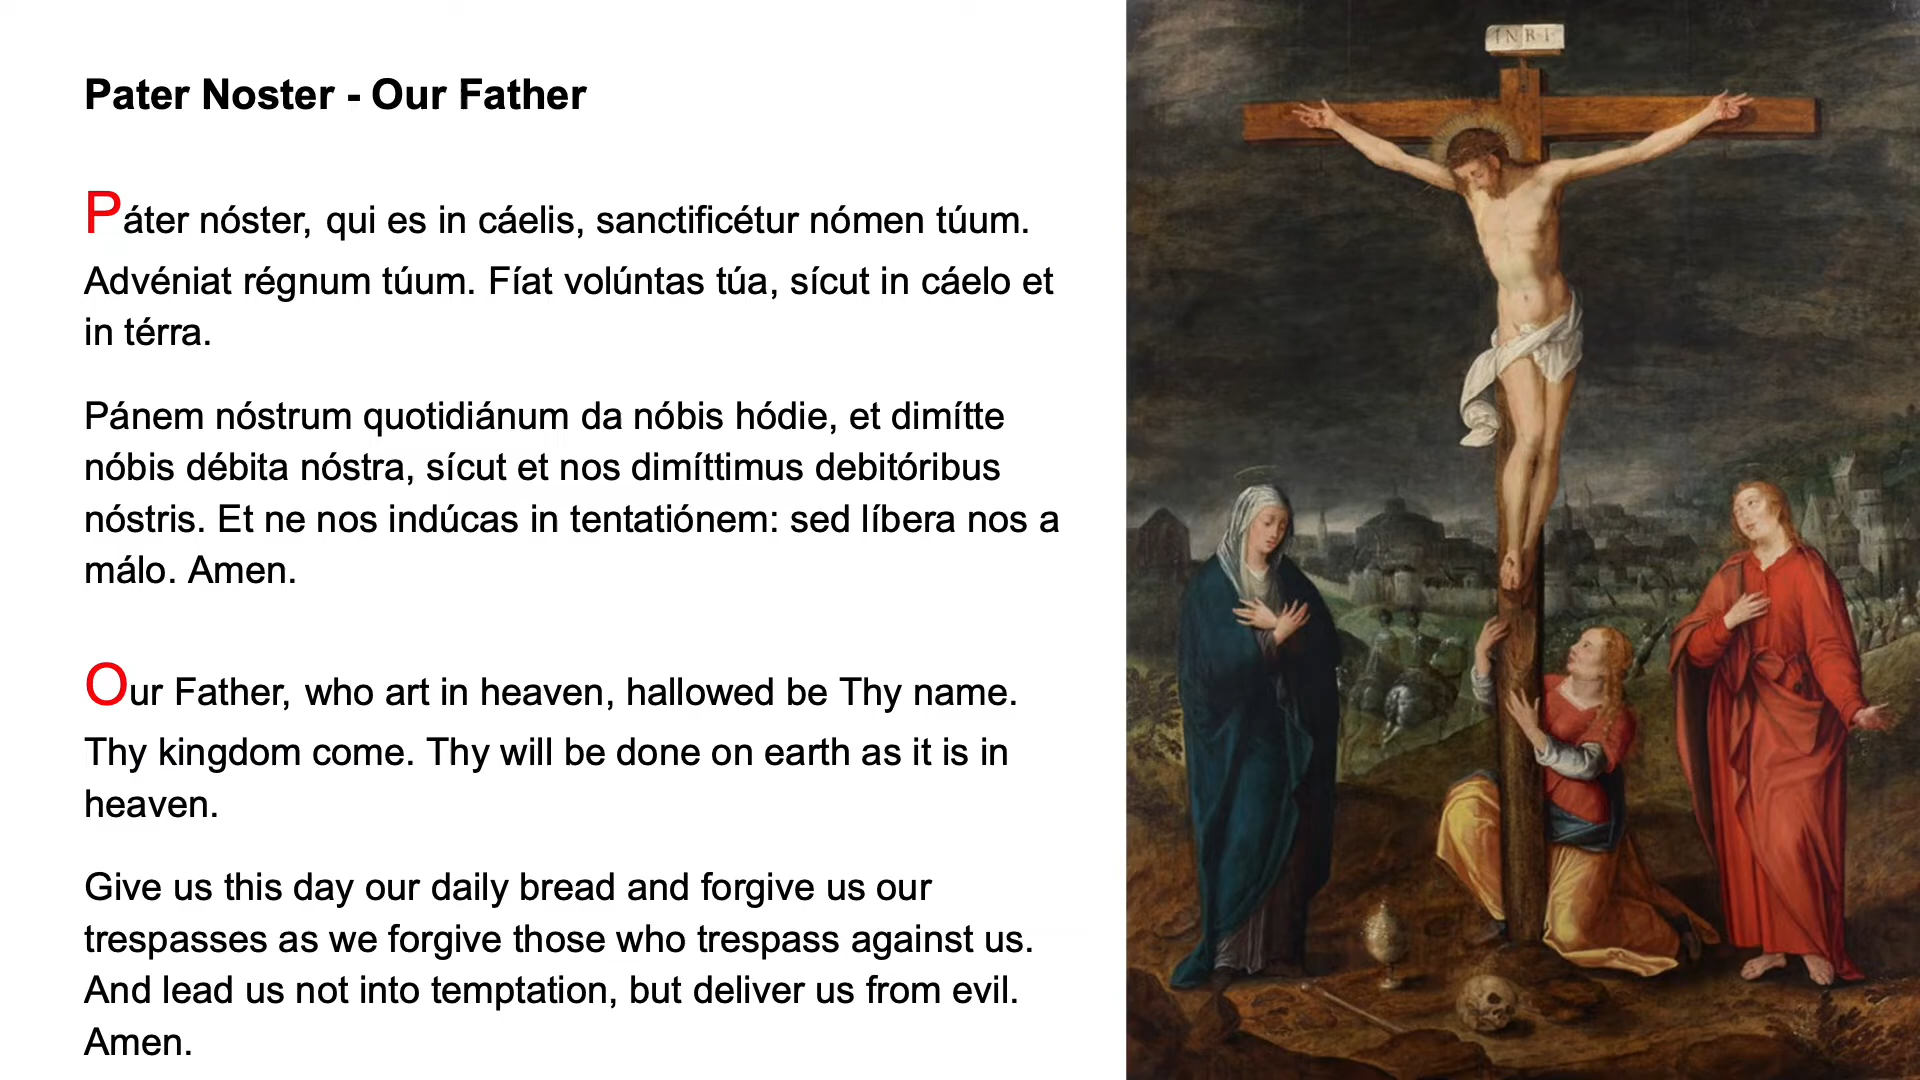 Pater Noster - Our Father
Páter nóster, qui es in cáelis, sanctificétur nómen túum.
Advéniat régnum túum. Fíat volúntas túa, sícut in cáelo et
in térra.
Pánem nóstrum quotidiánum da nóbis hódie, et dimítte
nóbis débita nóstra, sícut et nos dimíttimus debitóribus
nóstris. Et ne nos indúcas in tentatiónem: sed líbera nos a
málo. Amen.
Our Father, who art in heaven, hallowed be Thy name.
Thy kingdom come. Thy will be done on earth as it is in
heaven.
Give us this day our daily bread and forgive us our
trespasses as we forgive those who trespass against us.
And lead us not into temptation, but deliver us from evil.
Amen.
INRI